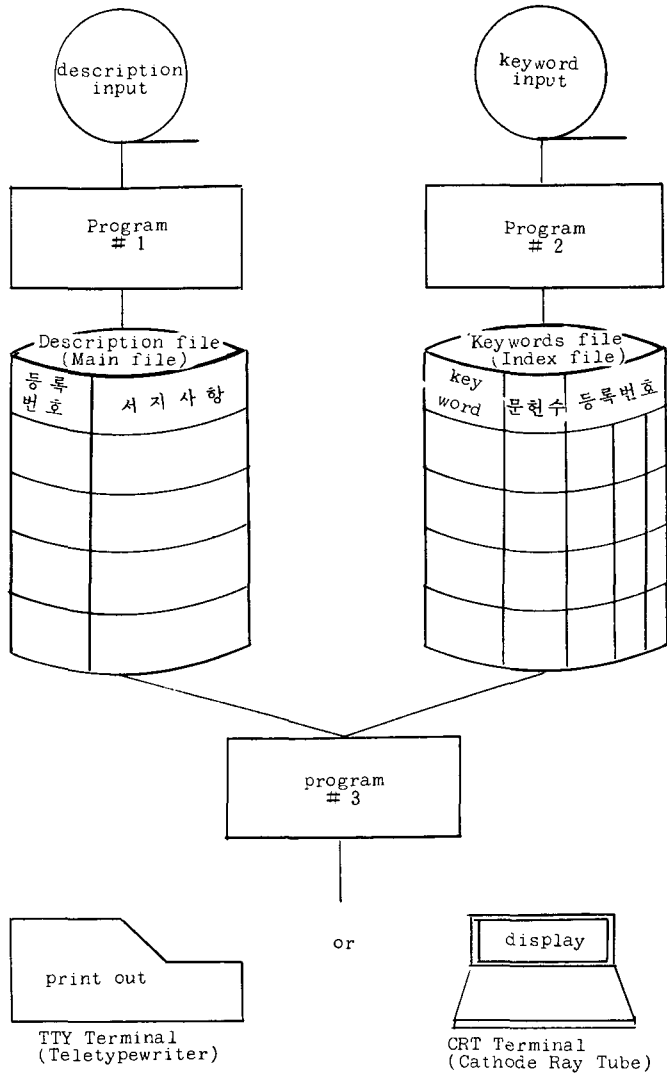 description
input
keyword
input
Program
# 1
Program
# 2
Description file
(Main file)
등록
번호
서지사항
Keywords file
(Index file)
key
word
문헌수
등록번호
program
# 3
print out
or
display
TTY Terminal
(Teletypewriter)
CRT Terminal
(Cathode Ray Tube)